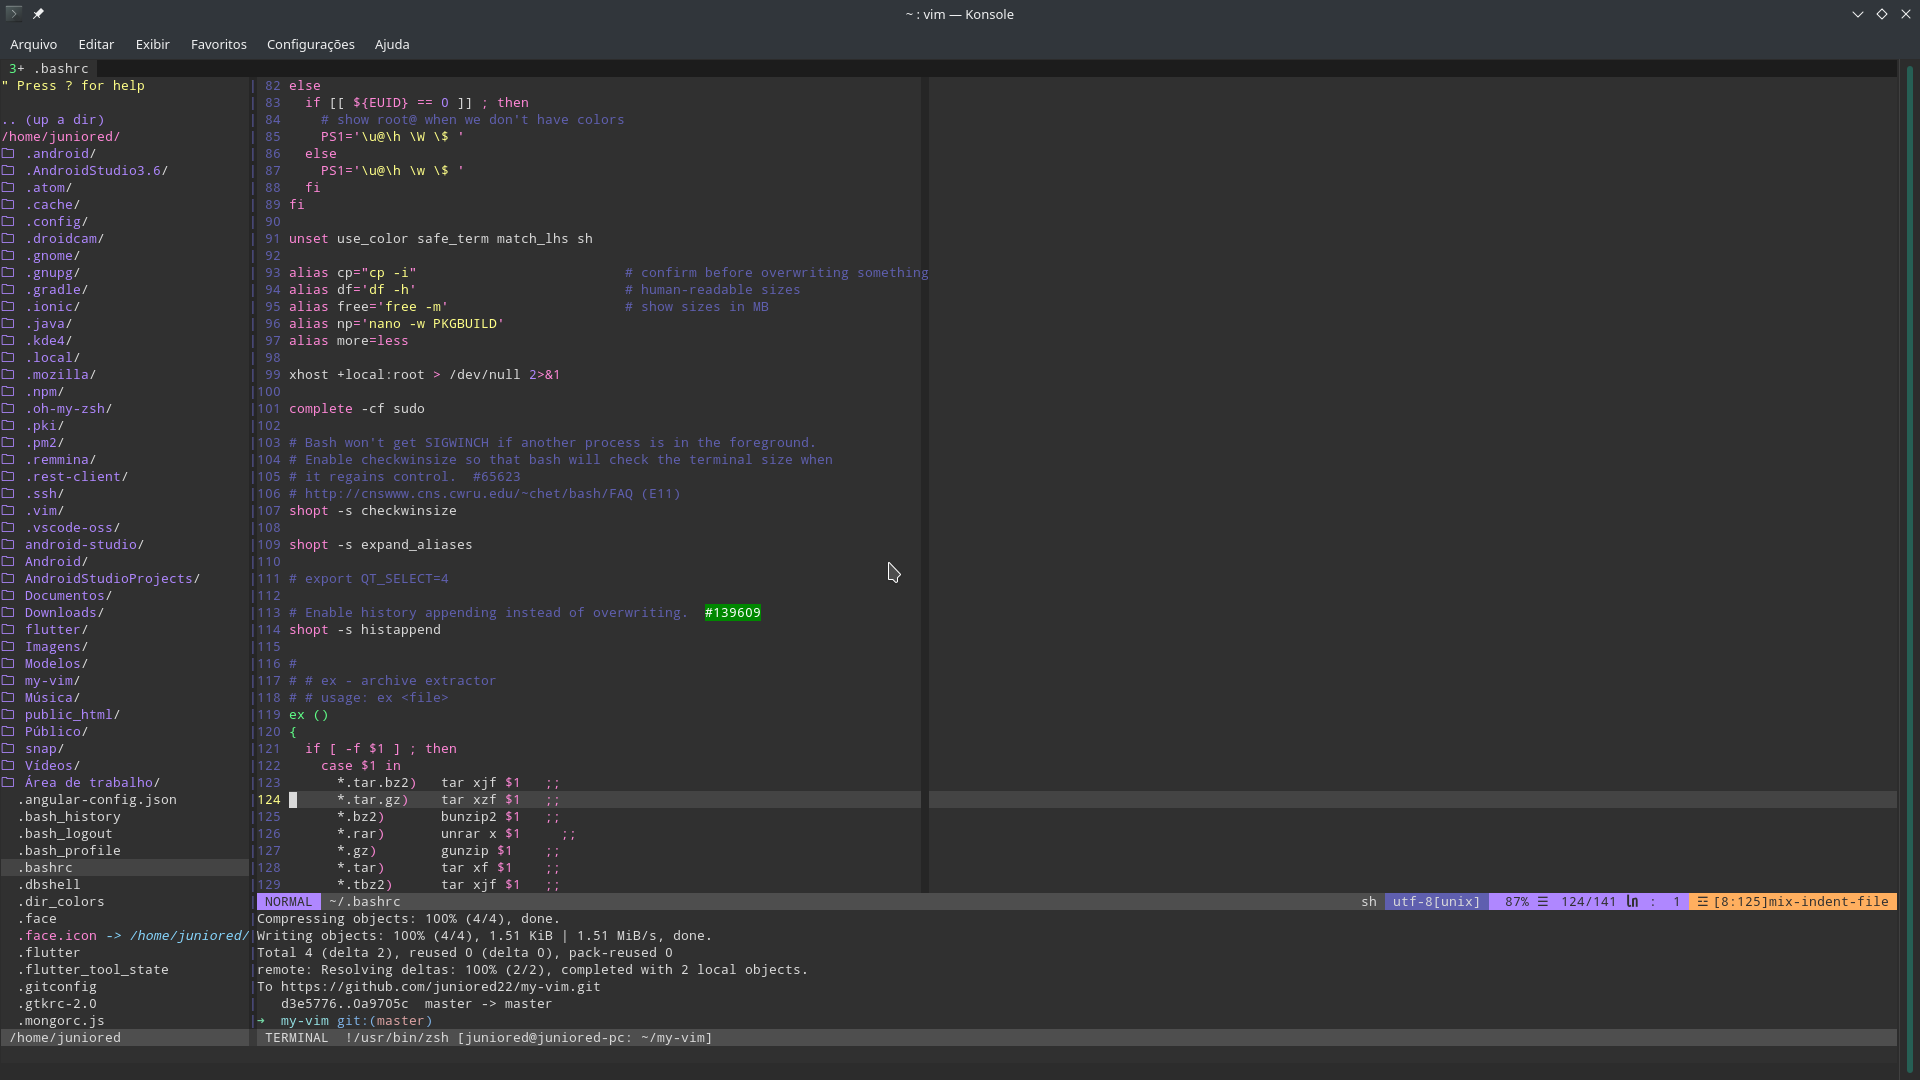 ~ : vim — Konsole
Arquivo Editar Exibir Favoritos Configurações Ajuda
3+ .bashrc
" Press ? for help
.. (up a dir)
/home/juniored/
.android/
.AndroidStudio3.6/
.atom/
.cache/
.config/
.droidcam/
.gnome/
.gnupg/
.gradle/
.ionic/
.java/
.kde4/
.local/
.mozilla/
.npm/
.oh-my-zsh/
.pki/
.pm2/
.remmina/
.rest-client/
.ssh/
.vim/
.vscode-oss/
android-studio/
Android/
AndroidStudioProjects/
Documentos/
Downloads/
flutter/
Imagens/
Modelos/
my-vim/
Música/
public_html/
Público/
snap/
Vídeos/
Área de trabalho/
.angular-config.json
.bash_history
.bash_logout
.bash_profile
.bashrc
.dbshell
.dir_colors
.face
.face.icon -> /home/juniored/
.flutter
.flutter_tool_state
.gitconfig
.gtkrc-2.0
.mongorc.js
/home/juniored
82 else
83   if [[ ${EUID} == 0 ]] ; then
84     # show root@ when we don't have colors
85     PS1='\u@\h \W \$ '
86   else
87     PS1='\u@\h \w \$ '
88   fi
89 fi
90
91 unset use_color safe_term match_lhs sh
92
93 alias cp="cp -i"                          # confirm before overwriting something
94 alias df='df -h'                          # human-readable sizes
95 alias free='free -m'                      # show sizes in MB
96 alias np='nano -w PKGBUILD'
97 alias more=less
98
99 xhost +local:root > /dev/null 2>&1
100
101 complete -cf sudo
102
103 # Bash won't get SIGWINCH if another process is in the foreground.
104 # Enable checkwinsize so that bash will check the terminal size when
105 # it regains control.  #65623
106 # http://cnswww.cns.cwru.edu/~chet/bash/FAQ (E11)
107 shopt -s checkwinsize
108
109 shopt -s expand_aliases
110
111 # export QT_SELECT=4
112
113 # Enable history appending instead of overwriting.  #139609
114 shopt -s histappend
115
116 #
117 # # ex - archive extractor
118 # # usage: ex <file>
119 ex ()
120 {
121   if [ -f $1 ] ; then
122     case $1 in
123       *.tar.bz2)   tar xjf $1   ;;
124       *.tar.gz)    tar xzf $1   ;;
125       *.bz2)       bunzip2 $1   ;;
126       *.rar)       unrar x $1     ;;
127       *.gz)        gunzip $1    ;;
128       *.tar)       tar xf $1    ;;
129       *.tbz2)      tar xjf $1   ;;
NORMAL ~/.bashrc sh utf-8[unix] 87% ☰ 124/141 ln : 1 ☲ [8:125]mix-indent-file
Compressing objects: 100% (4/4), done.
Writing objects: 100% (4/4), 1.51 KiB | 1.51 MiB/s, done.
Total 4 (delta 2), reused 0 (delta 0), pack-reused 0
remote: Resolving deltas: 100% (2/2), completed with 2 local objects.
To https://github.com/juniored22/my-vim.git
   d3e5776..0a9705c  master -> master
➜  my-vim git:(master)
TERMINAL !/usr/bin/zsh [juniored@juniored-pc: ~/my-vim]